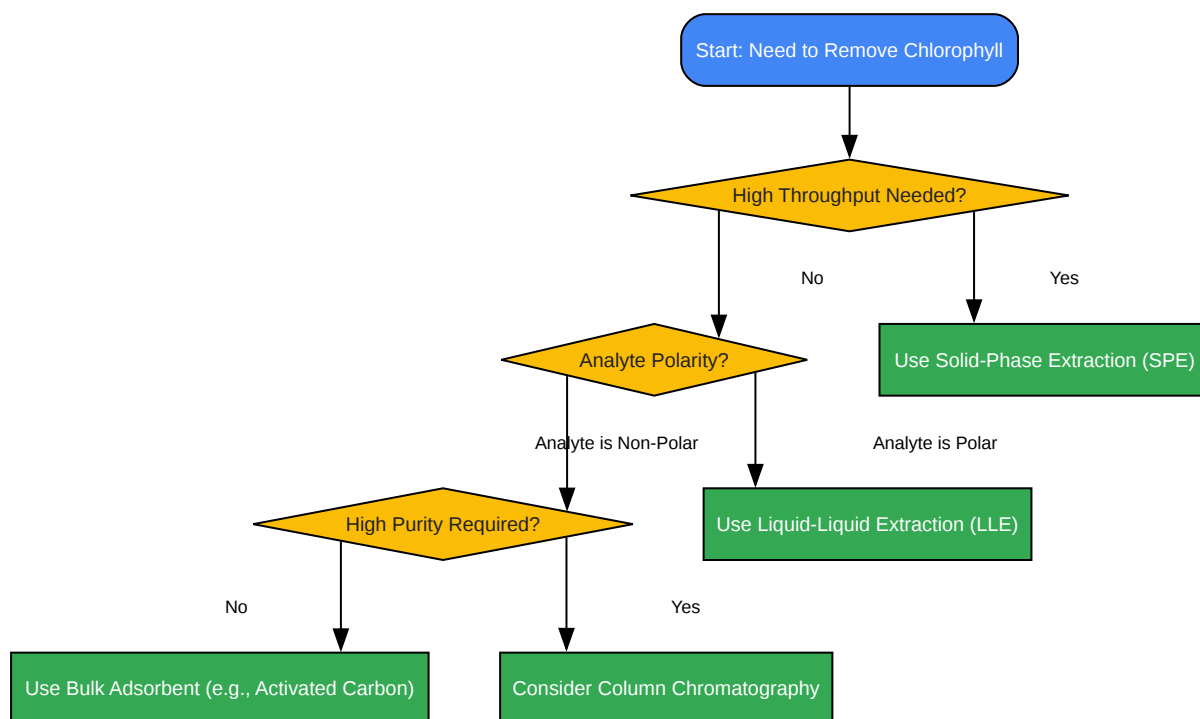 Start: Need to Remove Chlorophyll
High Throughput Needed?
No
Yes
Analyte Polarity?
Use Solid-Phase Extraction (SPE)
Analyte is Non-Polar
Analyte is Polar
High Purity Required?
Use Liquid-Liquid Extraction (LLE)
No
Yes
Use Bulk Adsorbent (e.g., Activated Carbon)
Consider Column Chromatography